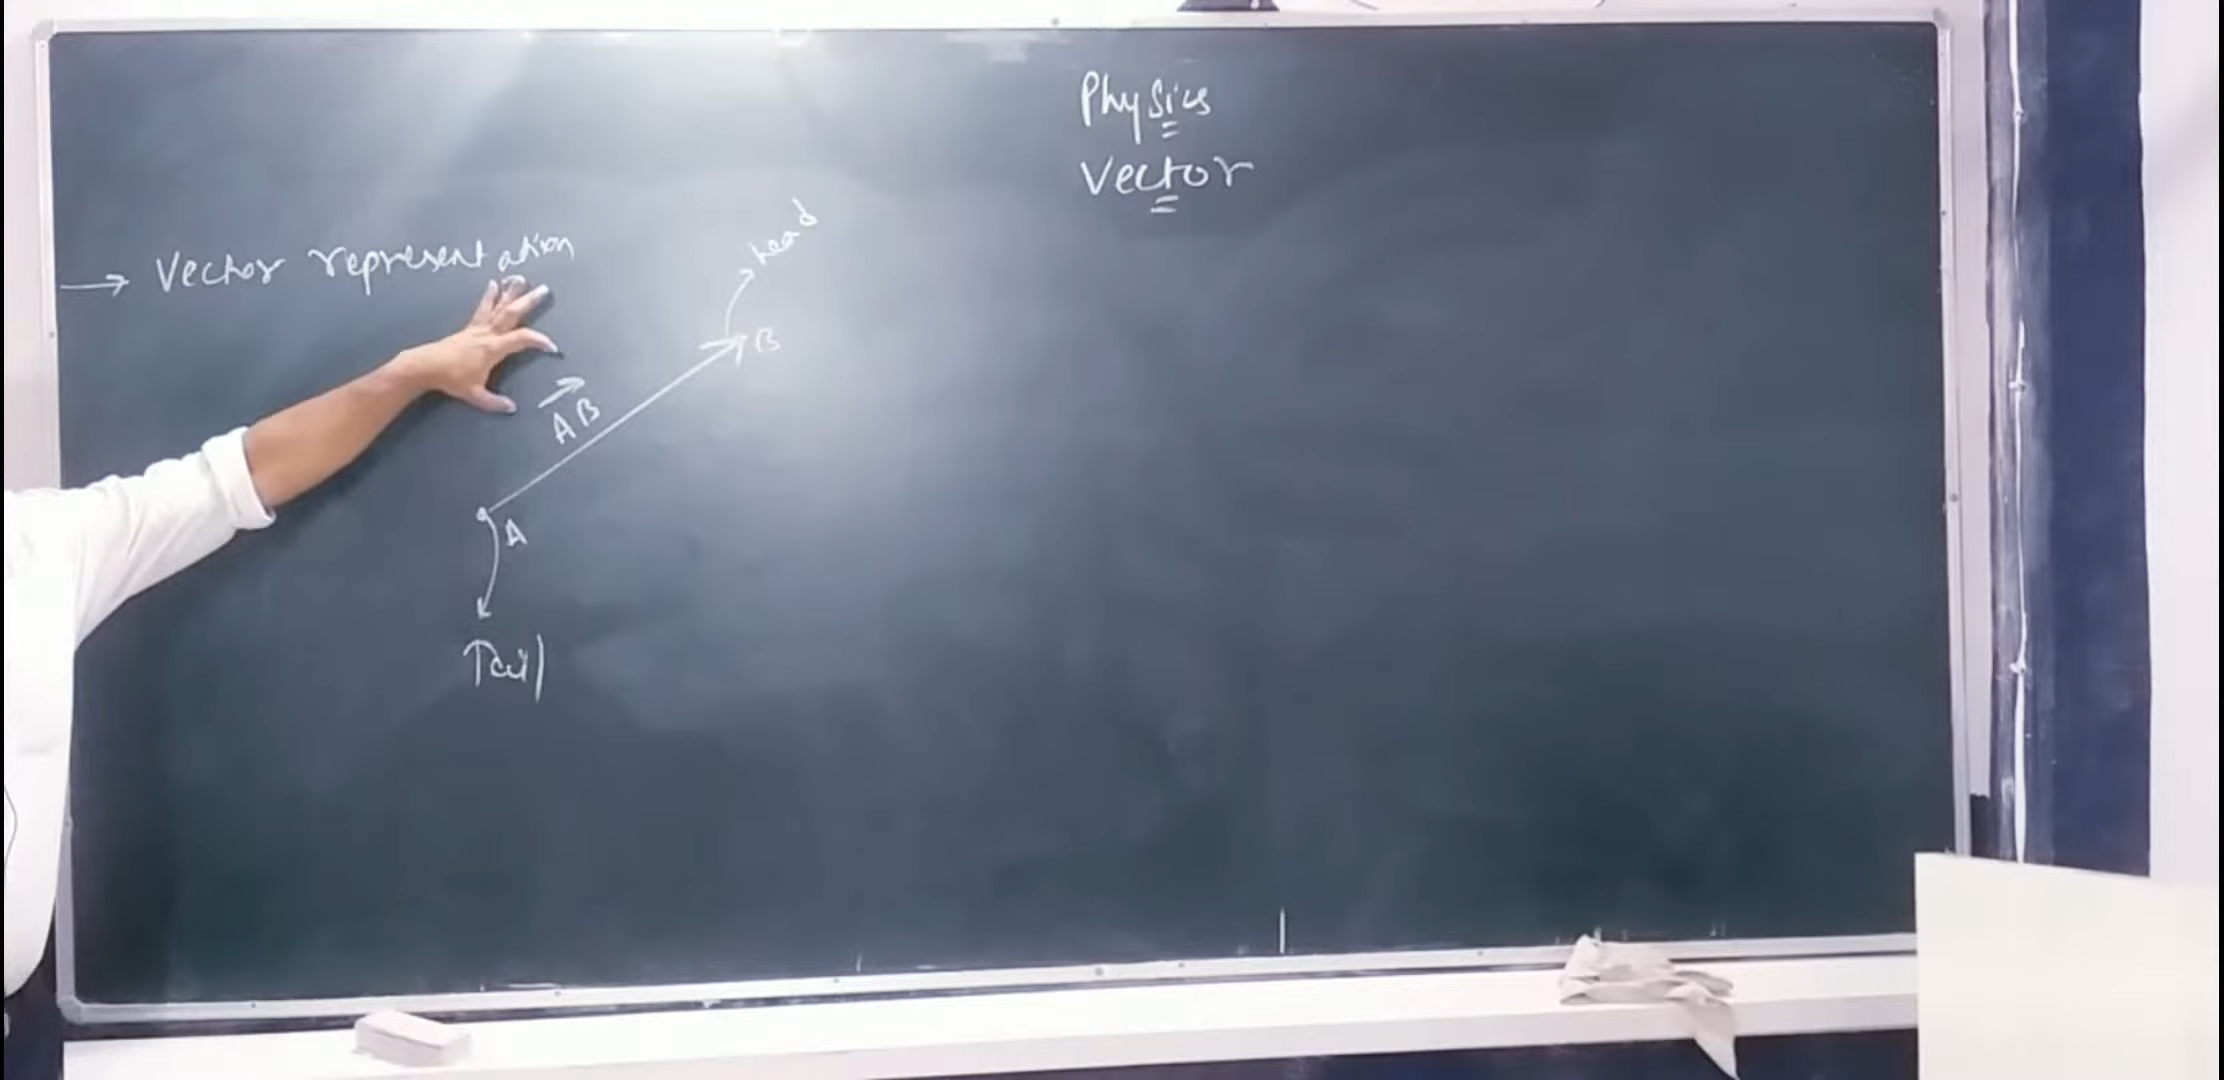 Physics
Vector
→ Vector representation
head
B
AB
A
Tail